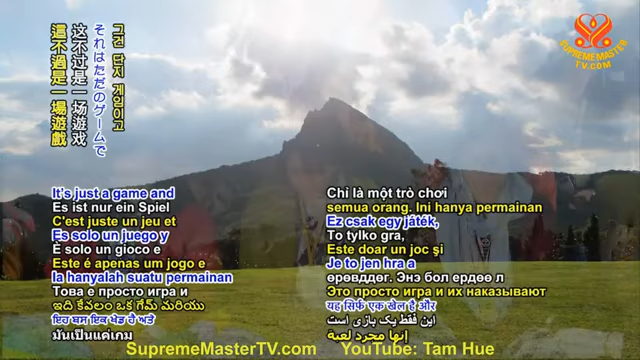 그건 단지 게임이고
それはただのゲームで
这不过是一场游戏
這不過是一場遊戲
SUPREME MASTER
TV.COM
It's just a game and
Es ist nur ein Spiel
C'est juste un jeu et
Es solo un juego y
È solo un gioco e
Este é apenas um jogo e
Ia hanyalah suatu permainan
Това е просто игра и
ఇది కేవలం ఒక గేమ్ మరియు
ਇਹ ਬਸ ਇਕ ਖੇਡ ਹੈ ਅਤੇ
มันเป็นแค่เกม
Chỉ là một trò chơi
semua orang. Ini hanya permainan
Ez csak egy játék,
To tylko gra,
Este doar un joc şi
Je to jen hra a
өрөвддөг. Энэ бол ердөө л
Это просто игра и их наказывают
यह सिर्फ एक खेल है और
این فقط یک بازی است
إنها مجرد لعبة
SupremeMasterTV.com YouTube: Tam Hue